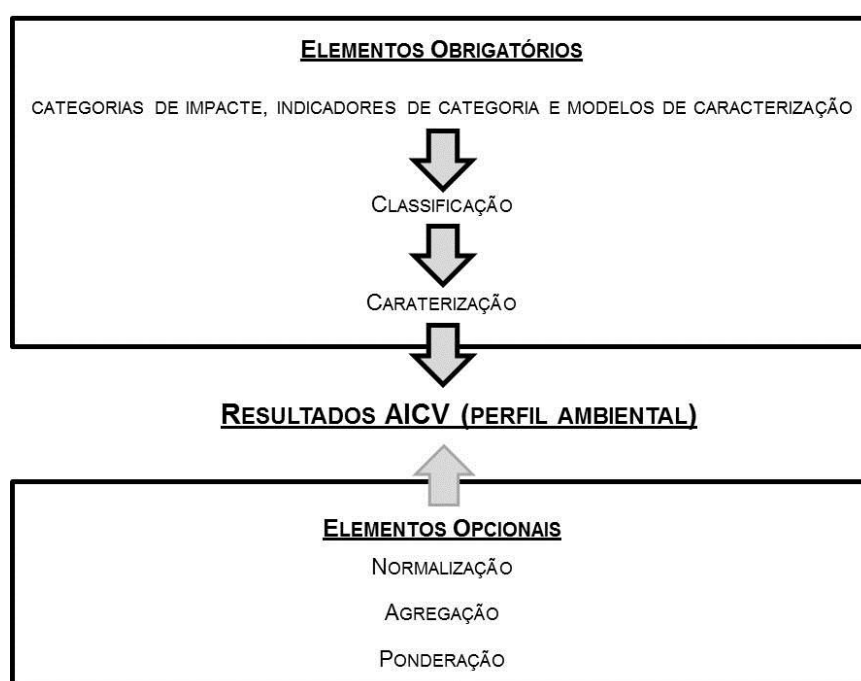 ELEMENTOS OBRIGATÓRIOS
CATEGORIAS DE IMPACTE, INDICADORES DE CATEGORIA E MODELOS DE CARACTERIZAÇÃO
CLASSIFICAÇÃO
CARATERIZAÇÃO
RESULTADOS AICV (PERFIL AMBIENTAL)
ELEMENTOS OPCIONAIS
NORMALIZAÇÃO
AGREGAÇÃO
PONDERAÇÃO